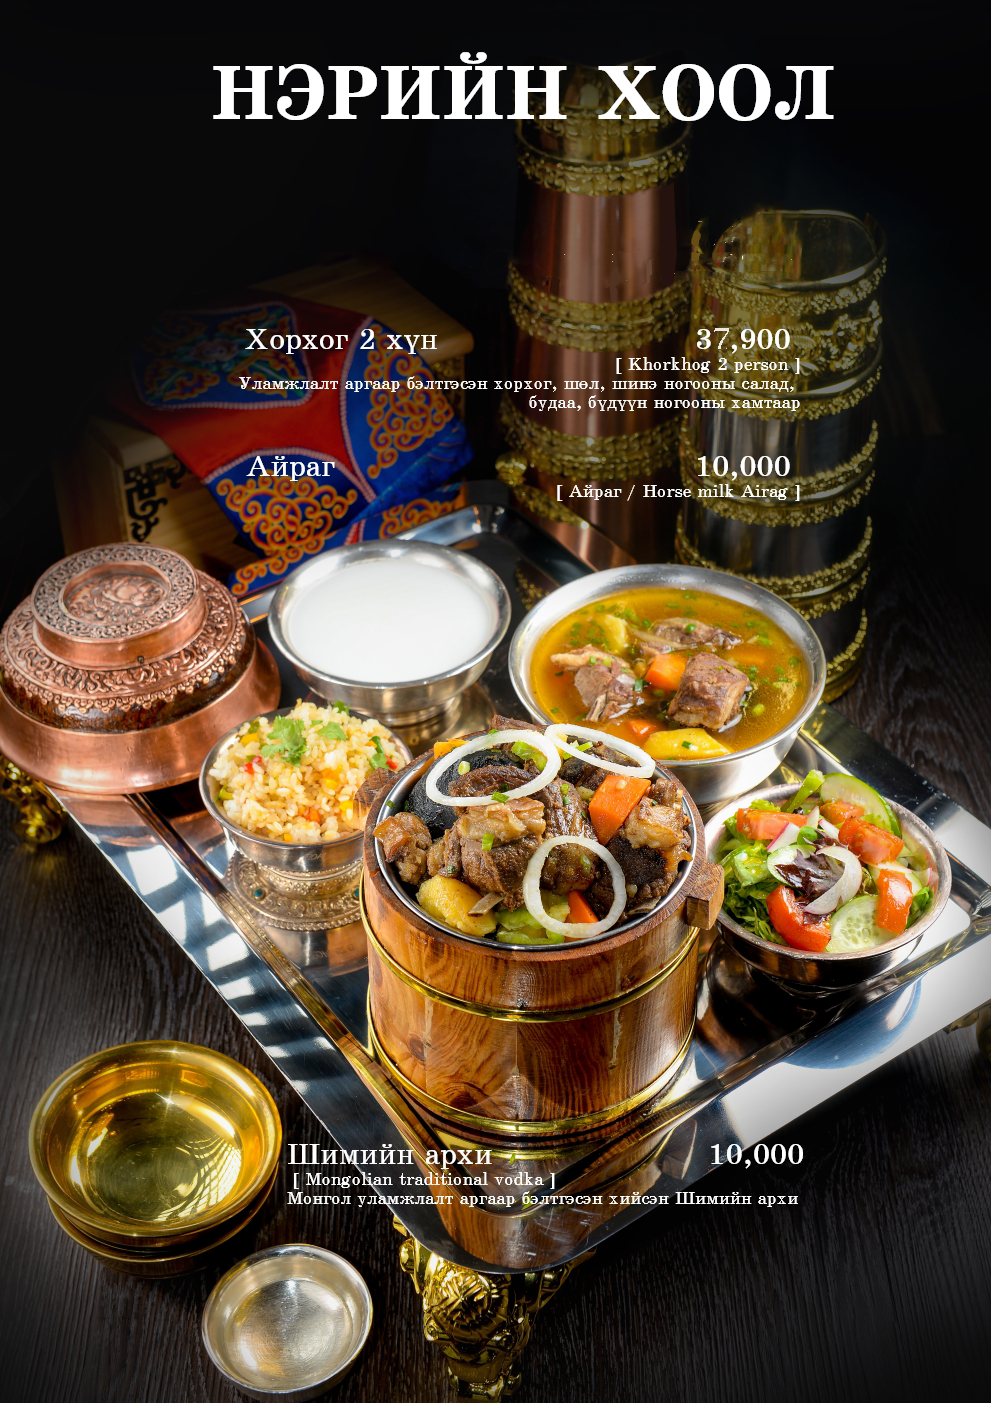 НЭРИЙН ХООЛ
Хорхог 2 хүн 37,900
[ Khorkhog 2 person ]
Уламжлалт аргаар бэлтгэсэн хорхог, шөл, шинэ ногооны салад,
будаа, бүдүүн ногооны хамтаар
Айраг 10,000
[ Айраг / Horse milk Airag ]
Шимийн архи 10,000
[ Mongolian traditional vodka ]
Монгол уламжлалт аргаар бэлтгэсэн хийсэн Шимийн архи